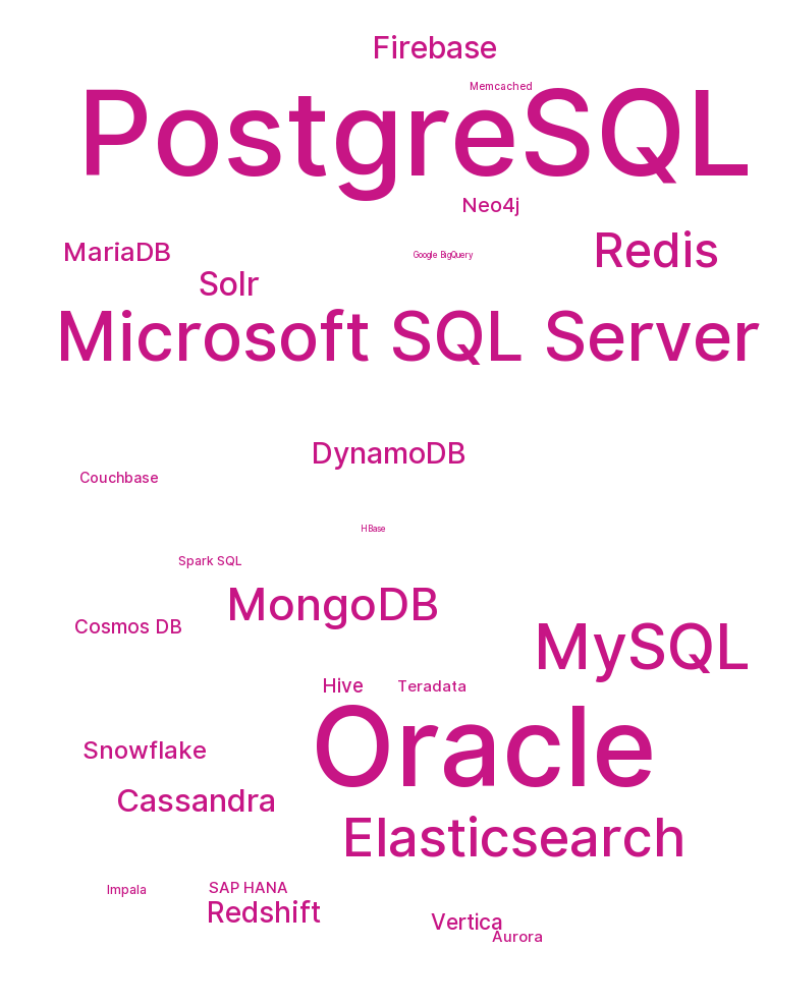 Firebase
Memcached
PostgreSQL
Neo4j
Redis
MariaDB
Google BigQuery
Solr
Microsoft SQL Server
DynamoDB
Couchbase
HBase
Spark SQL
MongoDB
Cosmos DB
MySQL
Hive
Teradata
Oracle
Snowflake
Cassandra
Elasticsearch
SAP HANA
Impala
Redshift
Vertica
Aurora